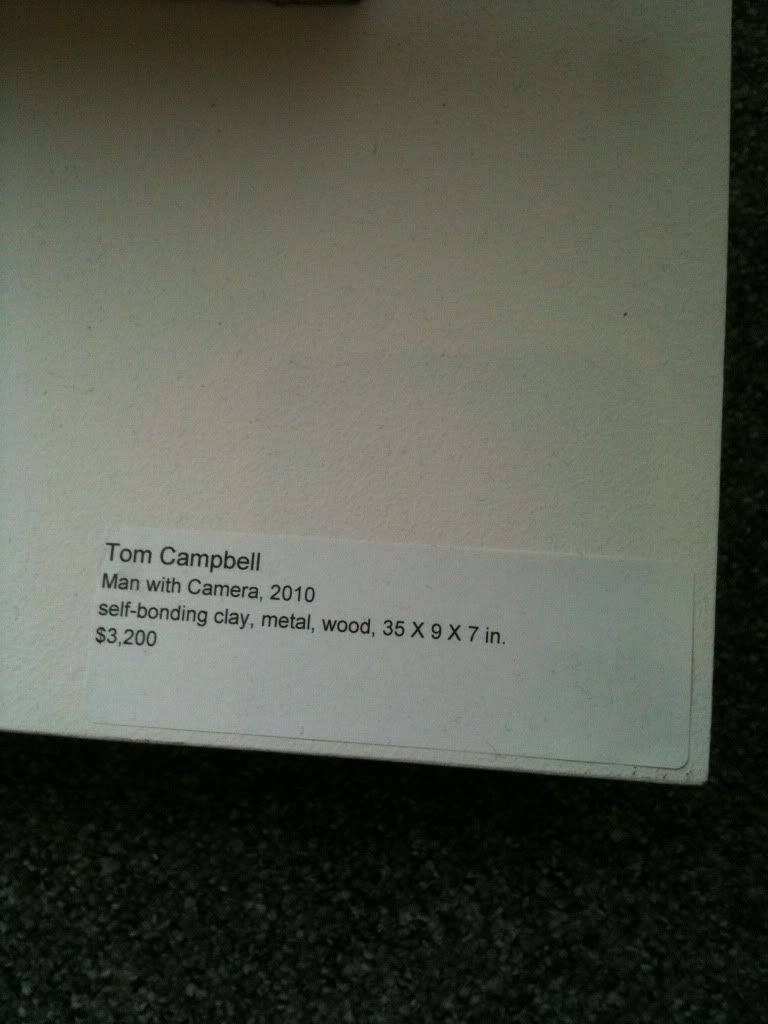 Tom Campbell
Man with Camera, 2010
self-bonding clay, metal, wood, 35 X 9 X 7 in.
$3,200